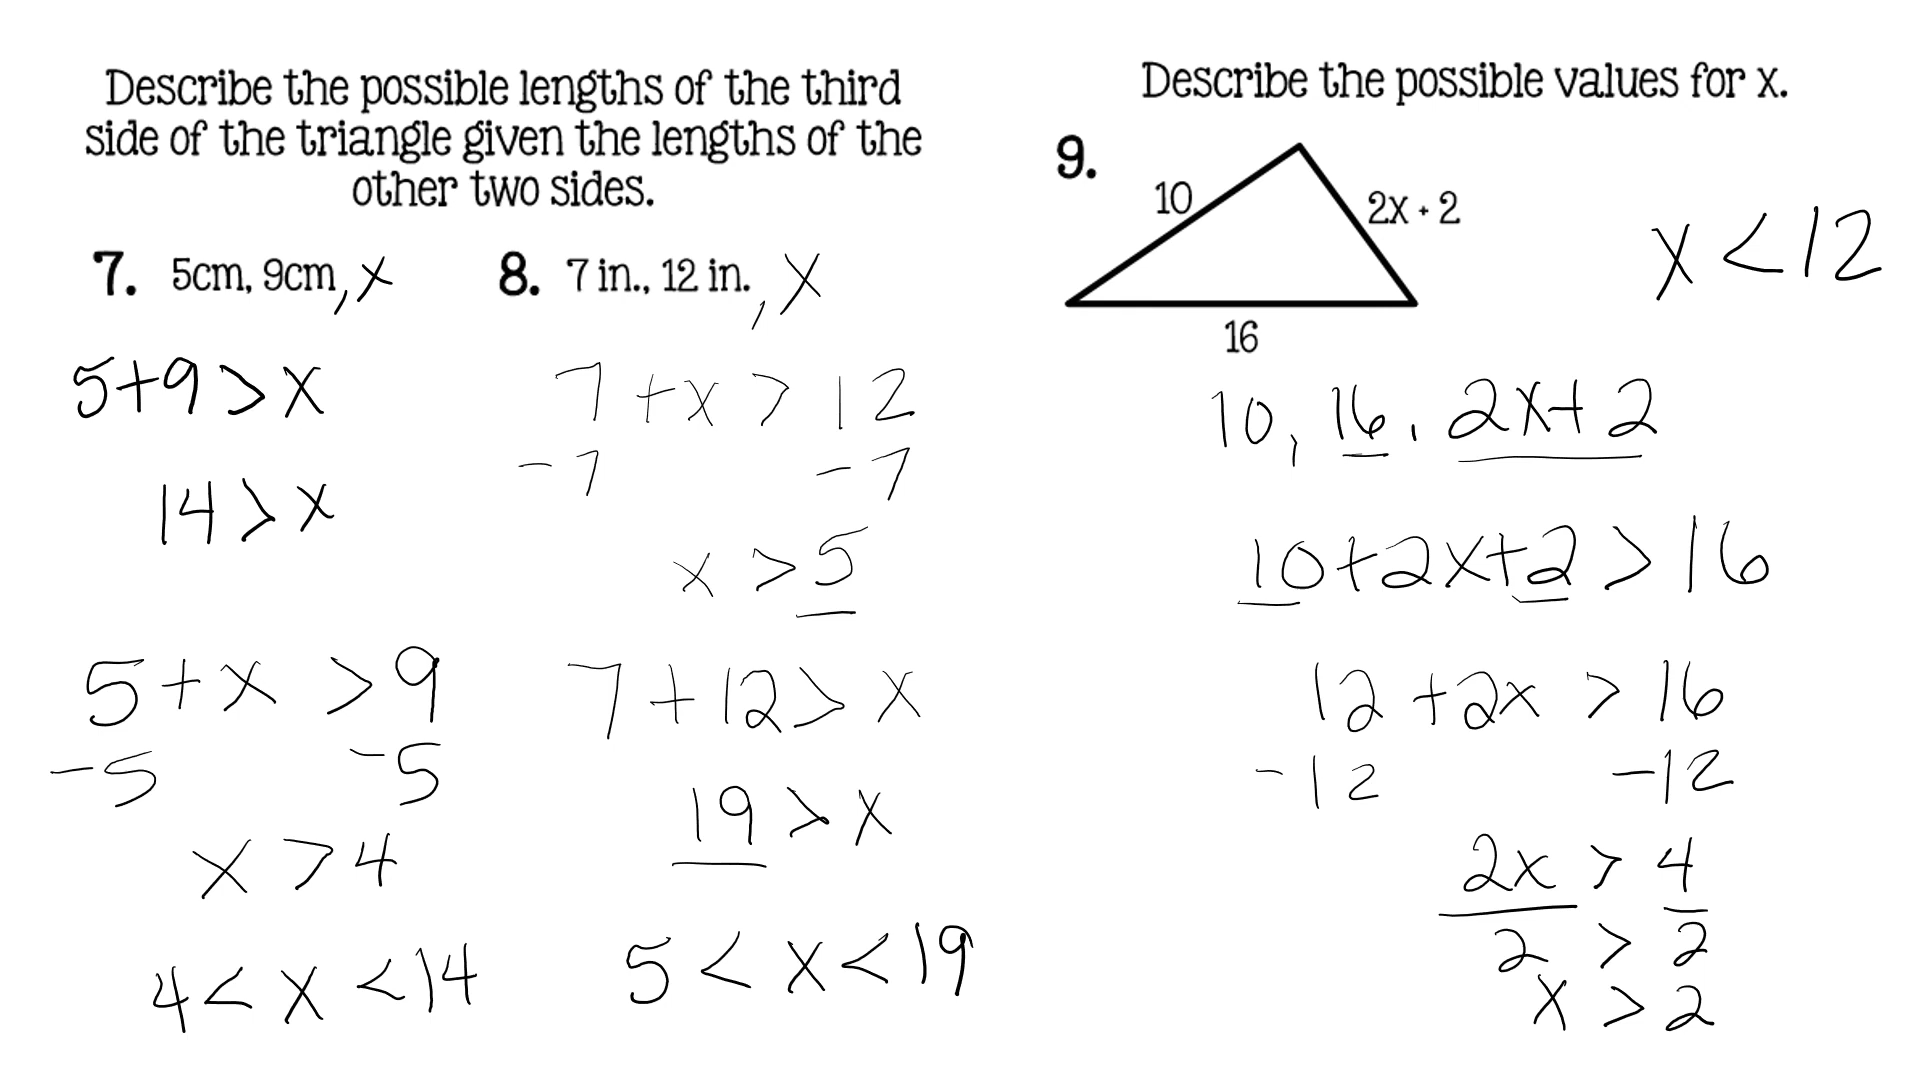 Describe the possible lengths of the third
side of the triangle given the lengths of the
other two sides.
7. 5cm, 9cm, x
5+9>x
14>x
5+x >9
-5 -5
x >4
4< x <14
8. 7 in., 12 in., x
7 +x > 12
-7 -7
x >5
7+12> x
19 > x
5 < x < 19
Describe the possible values for x.
9.
10
2x + 2
16
x <12
10, 16, 2x+2
10+2x+2 > 16
12 +2x > 16
-12 -12
2x > 4
2 > 2
x > 2